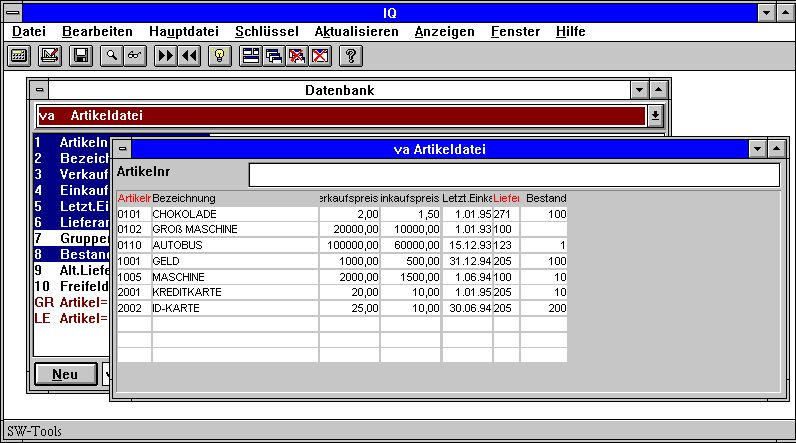 IQ
Datei Bearbeiten Hauptdatei Schlüssel Aktualisieren Anzeigen Fenster Hilfe
?
Datenbank
va Artikeldatei
1 Artikeln
2 Bezeich
3 Verkauf
4 Einkauf
5 Letzt.Ei
6 Lieferan
7 Gruppen
8 Bestand
9 Alt.Liefe
10 Freifeld
GR Artikel=
LE Artikel=
Neu
va Artikeldatei
Artikelnr
Artikelr Bezeichnung erkaufspreis inkaufspreis Letzt.Einka Liefer Bestand
0101 CHOKOLADE 2,00 1,50 1.01.95 271 100
0102 GROß MASCHINE 20000,00 10000,00 1.01.93 100
0110 AUTOBUS 100000,00 60000,00 15.12.93 123 1
1001 GELD 1000,00 500,00 31.12.94 205 100
1005 MASCHINE 2000,00 1500,00 1.06.94 100 10
2001 KREDITKARTE 20,00 10,00 1.01.95 205 10
2002 ID-KARTE 25,00 10,00 30.06.94 205 200
SW-Tools